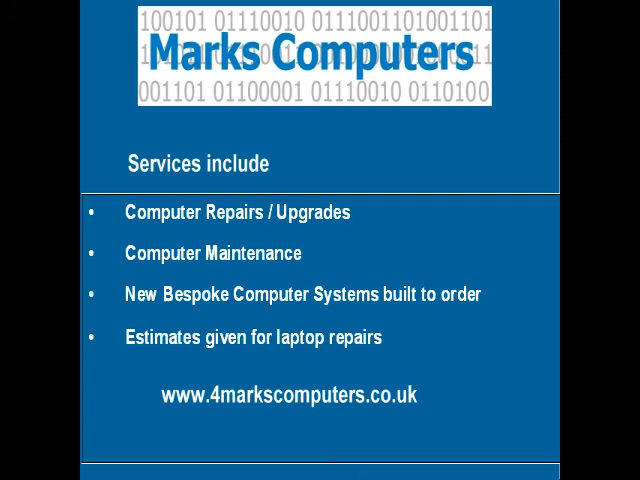 100101 01110010 0111001101001101
Marks Computers
001101 01100001 01110010 0110100
Services include
• Computer Repairs / Upgrades
• Computer Maintenance
• New Bespoke Computer Systems built to order
• Estimates given for laptop repairs
www.4markscomputers.co.uk